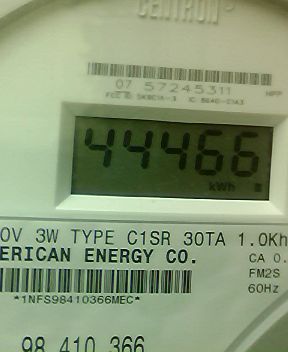 CENTRON
07 57245311
44466
kWh
0V 3W TYPE C1SR 30TA 1.0Kh
ERICAN ENERGY CO.
CA 0.
FM2S
60Hz
*1NFS98410366MEC*
98 410 366